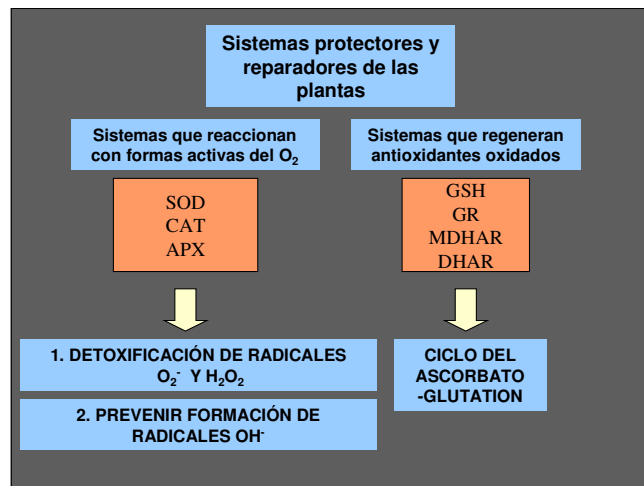 Sistemas protectores y
reparadores de las
plantas
Sistemas que reaccionan
con formas activas del O₂
Sistemas que regeneran
antioxidantes oxidados
SOD
CAT
APX
GSH
GR
MDHAR
DHAR
1. DETOXIFICACIÓN DE RADICALES
O₂⁻ Y H₂O₂
2. PREVENIR FORMACIÓN DE
RADICALES OH⁻
CICLO DEL
ASCORBATO
-GLUTATION